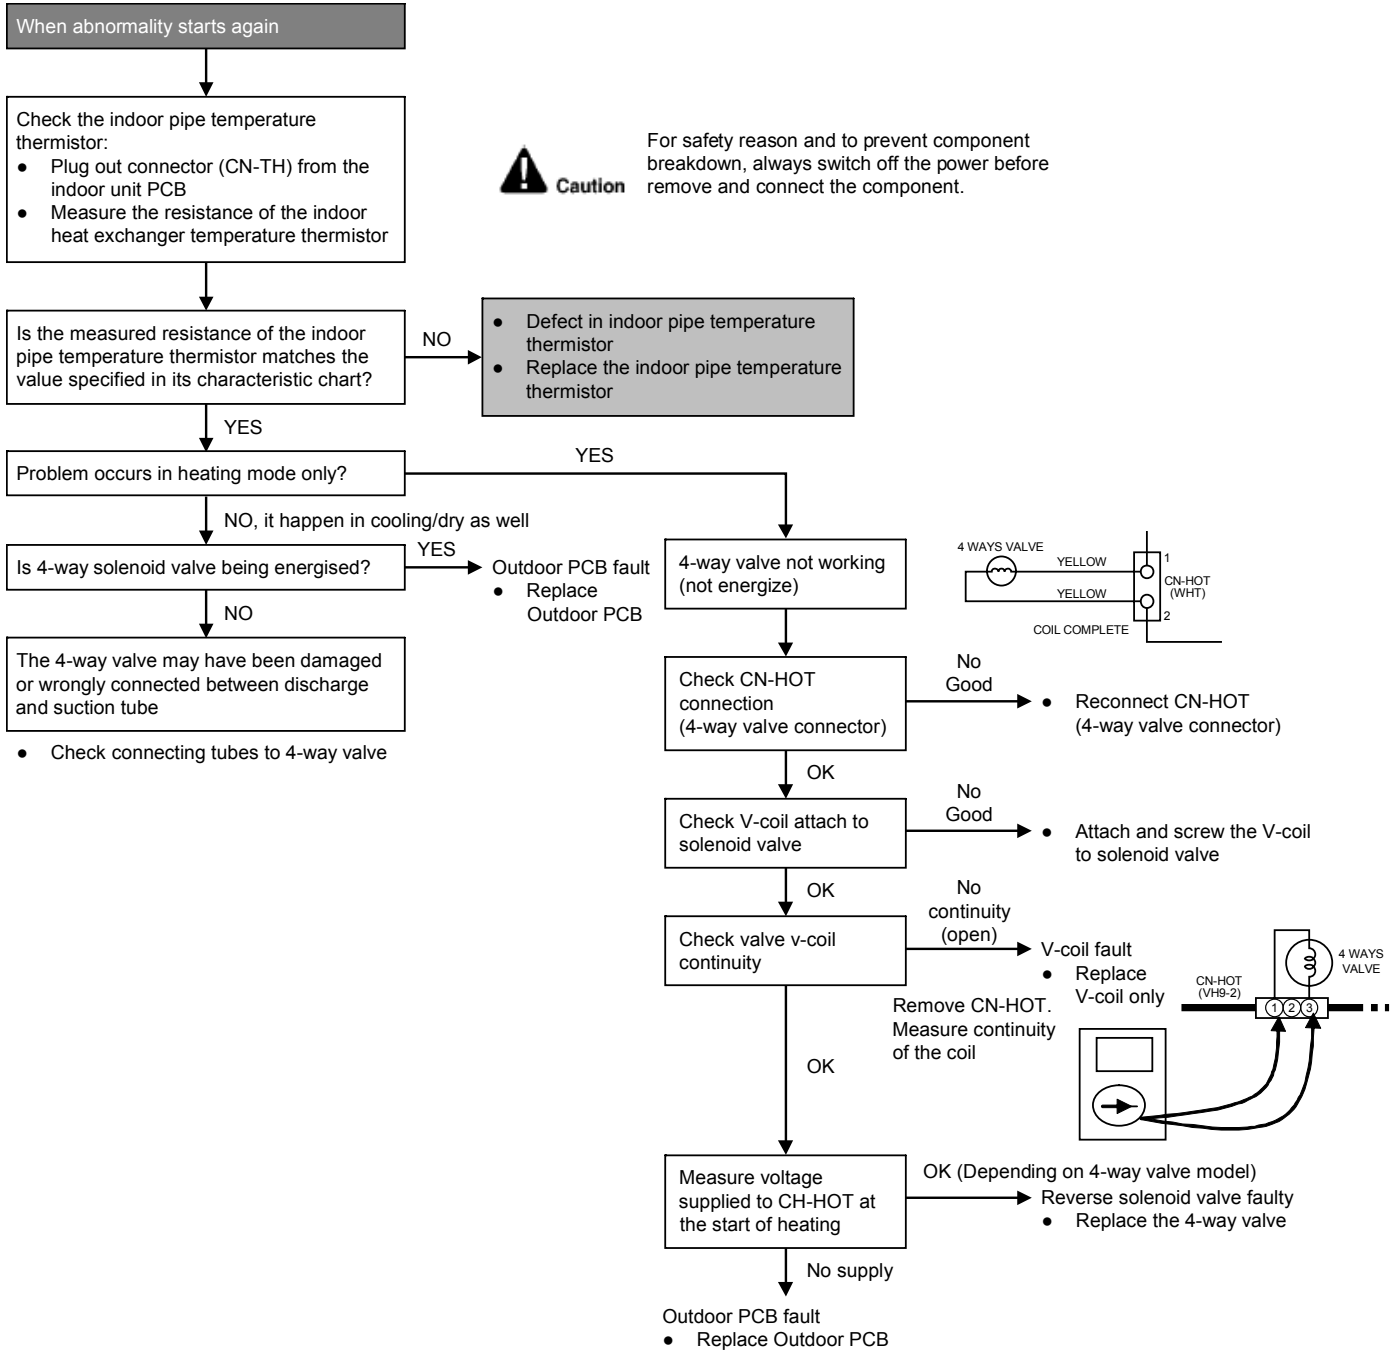 When abnormality starts again
Check the indoor pipe temperature
thermistor:
● Plug out connector (CN-TH) from the
indoor unit PCB
● Measure the resistance of the indoor
heat exchanger temperature thermistor
Caution
For safety reason and to prevent component
breakdown, always switch off the power before
remove and connect the component.
Is the measured resistance of the indoor
pipe temperature thermistor matches the
value specified in its characteristic chart?
NO
● Defect in indoor pipe temperature
thermistor
● Replace the indoor pipe temperature
thermistor
YES
Problem occurs in heating mode only?
YES
NO, it happen in cooling/dry as well
Is 4-way solenoid valve being energised?
YES
Outdoor PCB fault
● Replace
Outdoor PCB
NO
The 4-way valve may have been damaged
or wrongly connected between discharge
and suction tube
● Check connecting tubes to 4-way valve
4-way valve not working
(not energize)
4 WAYS VALVE
YELLOW
YELLOW
1
CN-HOT
(WHT)
2
COIL COMPLETE
Check CN-HOT
connection
(4-way valve connector)
No
Good
● Reconnect CN-HOT
(4-way valve connector)
OK
Check V-coil attach to
solenoid valve
No
Good
● Attach and screw the V-coil
to solenoid valve
OK
Check valve v-coil
continuity
No
continuity
(open)
V-coil fault
● Replace
V-coil only
Remove CN-HOT.
Measure continuity
of the coil
CN-HOT
(VH9-2)
4 WAYS
VALVE
1 2 3
OK
Measure voltage
supplied to CH-HOT at
the start of heating
OK (Depending on 4-way valve model)
Reverse solenoid valve faulty
● Replace the 4-way valve
No supply
Outdoor PCB fault
● Replace Outdoor PCB